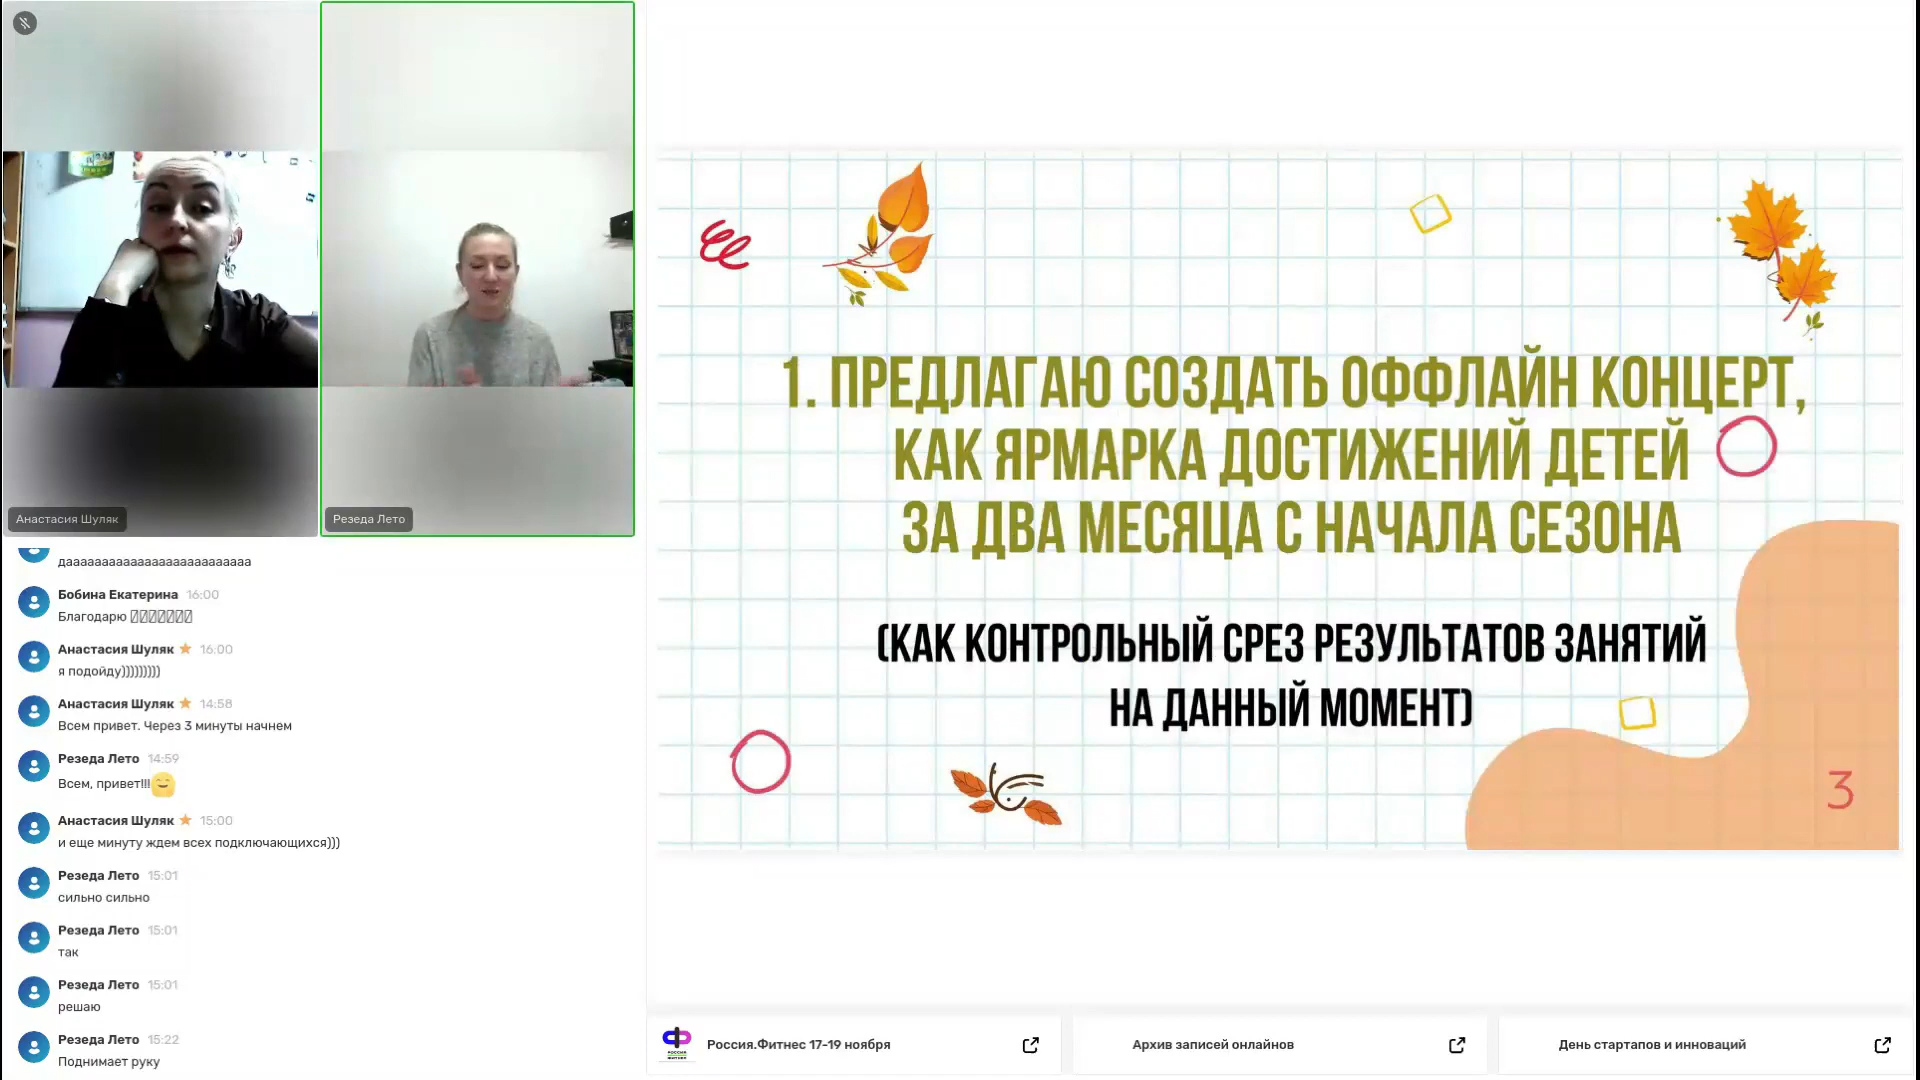 Анастасия Шуляк
Резеда Лето
дааааааааааааааааааааааааааа
Бобина Екатерина 16:00
Благодарю
Анастасия Шуляк 16:00
я подойду)))))))))
Анастасия Шуляк 14:58
Всем привет. Через 3 минуты начнем
Резеда Лето 14:59
Всем, привет!!!
Анастасия Шуляк 15:00
и еще минуту ждем всех подключающихся)))
Резеда Лето 15:01
сильно сильно
Резеда Лето 15:01
так
Резеда Лето 15:01
решаю
Резеда Лето 15:22
Поднимает руку
1. ПРЕДЛАГАЮ СОЗДАТЬ ОФФЛАЙН КОНЦЕРТ,
КАК ЯРМАРКА ДОСТИЖЕНИЙ ДЕТЕЙ
ЗА ДВА МЕСЯЦА С НАЧАЛА СЕЗОНА
(КАК КОНТРОЛЬНЫЙ СРЕЗ РЕЗУЛЬТАТОВ ЗАНЯТИЙ
НА ДАННЫЙ МОМЕНТ)
3
РОССИЯ
ФИТНЕС
Россия.Фитнес 17-19 ноября
Архив записей онлайнов
День стартапов и инноваций